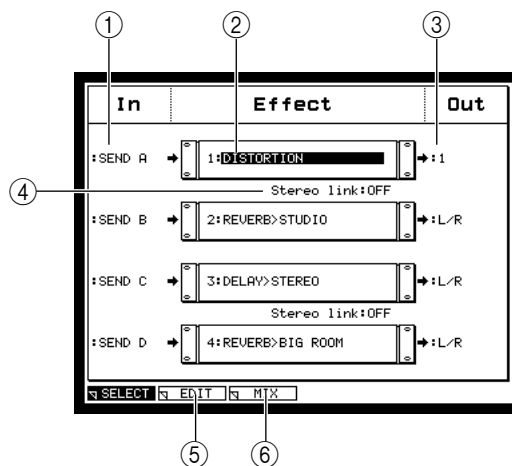 ① ② ③
In Effect Out
:SEND A 1:DISTORTION :1
④ Stereo link:OFF
:SEND B 2:REVERB>STUDIO :L/R
:SEND C 3:DELAY>STEREO :L/R
Stereo link:OFF
:SEND D 4:REVERB>BIG ROOM :L/R
SELECT EDIT MIX
⑤ ⑥